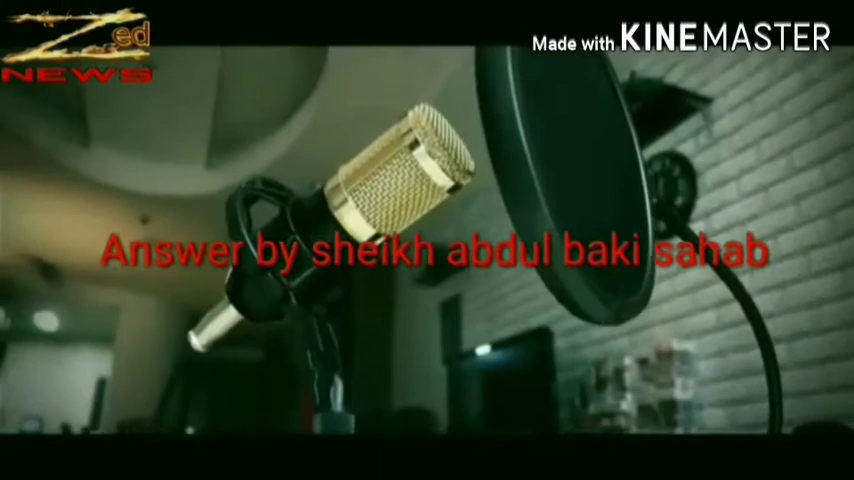 Zed
NEWS
Made with KINEMASTER
Answer by sheikh abdul baki sahab